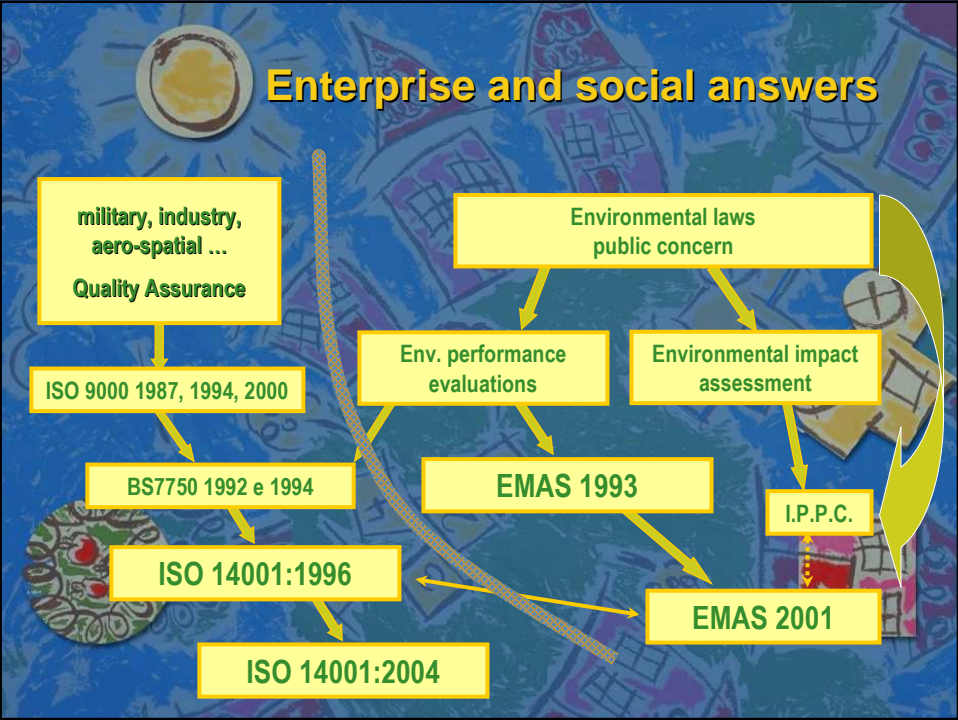 Enterprise and social answers
military, industry,
aero-spatial …
Quality Assurance
Environmental laws
public concern
Env. performance
evaluations
Environmental impact
assessment
ISO 9000 1987, 1994, 2000
BS7750 1992 e 1994
EMAS 1993
I.P.P.C.
ISO 14001:1996
EMAS 2001
ISO 14001:2004